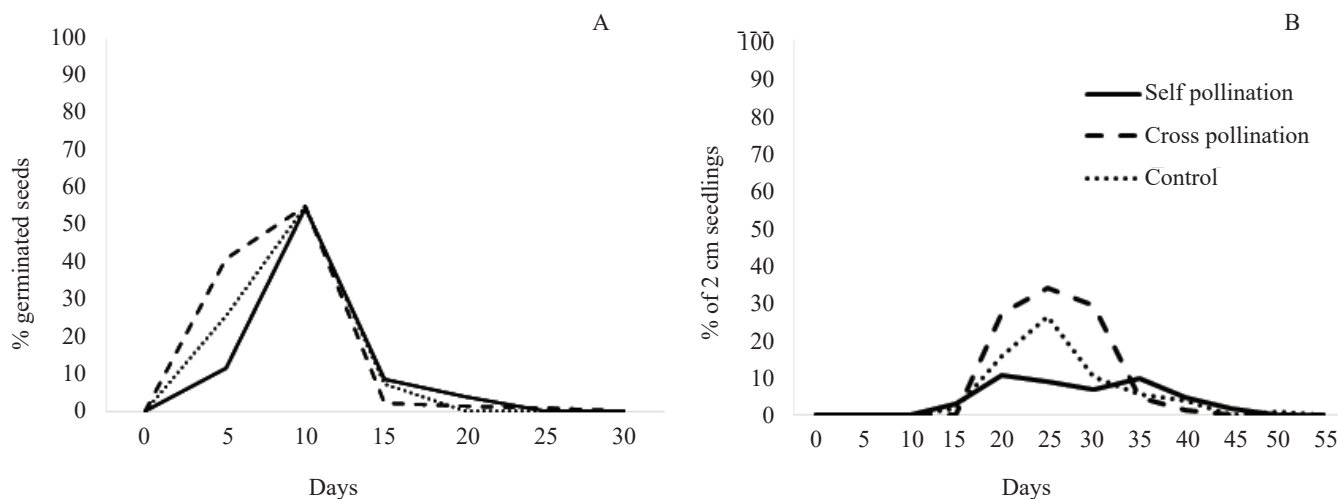 A
100
90
80
70
60
50
40
30
20
10
0
% germinated seeds
0 5 10 15 20 25 30
Days
B
100
90
80
70
60
50
40
30
20
10
0
% of 2 cm seedlings
Self pollination
Cross pollination
Control
0 5 10 15 20 25 30 35 40 45 50 55
Days